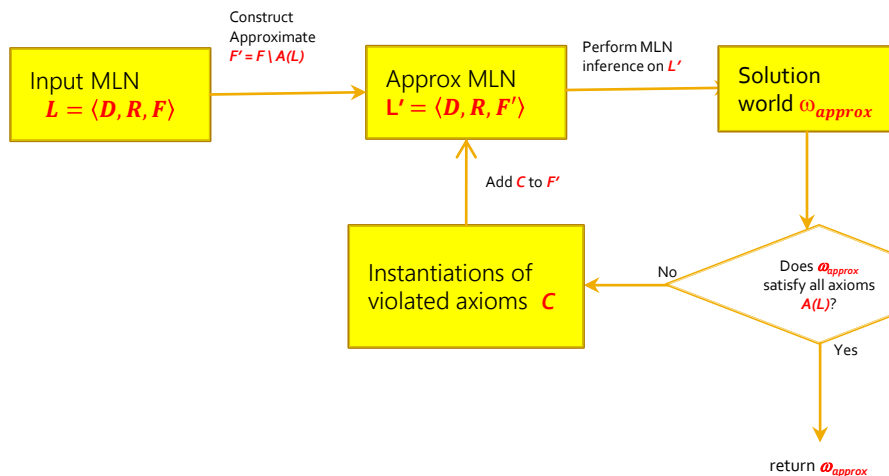 Construct
Approximate
F' = F \ A(L)
Input MLN
L = ⟨D, R, F⟩
Approx MLN
L' = ⟨D, R, F'⟩
Perform MLN
inference on L'
Solution
world ω_approx
Add C to F'
Instantiations of
violated axioms C
No
Does ω_approx
satisfy all axioms
A(L)?
Yes
return ω_approx